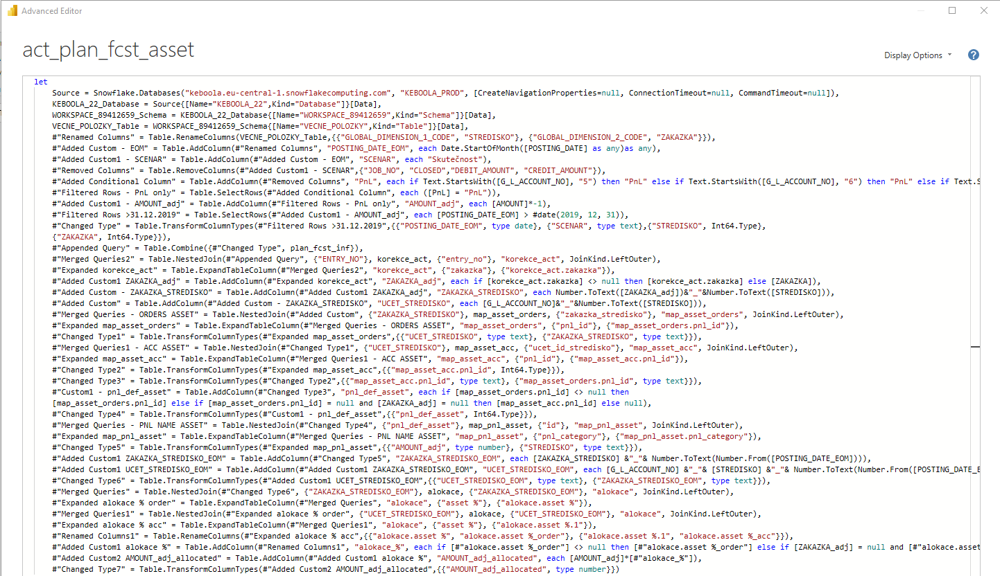 Advanced Editor
act_plan_fcst_asset
Display Options
?
let
Source = Snowflake.Databases("keboola.eu-central-1.snowflakecomputing.com", "KEBOOLA_PROD", [CreateNavigationProperties=null, ConnectionTimeout=null, CommandTimeout=null]),
KEBOOLA_22_Database = Source{[Name="KEBOOLA_22",Kind="Database"]}[Data],
WORKSPACE_89412659_Schema = KEBOOLA_22_Database{[Name="WORKSPACE_89412659",Kind="Schema"]}[Data],
VECNE_POLOZKY_Table = WORKSPACE_89412659_Schema{[Name="VECNE_POLOZKY",Kind="Table"]}[Data],
#"Renamed Columns" = Table.RenameColumns(VECNE_POLOZKY_Table,{{"GLOBAL_DIMENSION_1_CODE", "STREDISKO"}, {"GLOBAL_DIMENSION_2_CODE", "ZAKAZKA"}}),
#"Added Custom - EOM" = Table.AddColumn(#"Renamed Columns", "POSTING_DATE_EOM", each Date.StartOfMonth([POSTING_DATE] as any)as any),
#"Added Custom1 - SCENAR" = Table.AddColumn(#"Added Custom - EOM", "SCENAR", each "Skutečnost"),
#"Removed Columns" = Table.RemoveColumns(#"Added Custom1 - SCENAR",{"JOB_NO", "CLOSED","DEBIT_AMOUNT", "CREDIT_AMOUNT"}),
#"Added Conditional Column" = Table.AddColumn(#"Removed Columns", "PnL", each if Text.StartsWith([G_L_ACCOUNT_NO], "5") then "PnL" else if Text.StartsWith([G_L_ACCOUNT_NO], "6") then "PnL" else if Text.S
#"Filtered Rows - PnL only" = Table.SelectRows(#"Added Conditional Column", each ([PnL] = "PnL")),
#"Added Custom1 - AMOUNT_adj" = Table.AddColumn(#"Filtered Rows - PnL only", "AMOUNT_adj", each [AMOUNT]*-1),
#"Filtered Rows >31.12.2019" = Table.SelectRows(#"Added Custom1 - AMOUNT_adj", each [POSTING_DATE_EOM] > #date(2019, 12, 31)),
#"Changed Type" = Table.TransformColumnTypes(#"Filtered Rows >31.12.2019",{{"POSTING_DATE_EOM", type date}, {"SCENAR", type text},{"STREDISKO", Int64.Type},
{"ZAKAZKA", Int64.Type}}),
#"Appended Query" = Table.Combine({#"Changed Type", plan_fcst_inf}),
#"Merged Queries2" = Table.NestedJoin(#"Appended Query", {"ENTRY_NO"}, korekce_act, {"entry_no"}, "korekce_act", JoinKind.LeftOuter),
#"Expanded korekce_act" = Table.ExpandTableColumn(#"Merged Queries2", "korekce_act", {"zakazka"}, {"korekce_act.zakazka"}),
#"Added Custom1 ZAKAZKA_adj" = Table.AddColumn(#"Expanded korekce_act", "ZAKAZKA_adj", each if [korekce_act.zakazka] <> null then [korekce_act.zakazka] else [ZAKAZKA]),
#"Added Custom - ZAKAZKA_STREDISKO" = Table.AddColumn(#"Added Custom1 ZAKAZKA_adj", "ZAKAZKA_STREDISKO", each Number.ToText([ZAKAZKA_adj])&"_"&Number.ToText([STREDISKO])),
#"Added Custom" = Table.AddColumn(#"Added Custom - ZAKAZKA_STREDISKO", "UCET_STREDISKO", each [G_L_ACCOUNT_NO]&"_"&Number.ToText([STREDISKO])),
#"Merged Queries - ORDERS ASSET" = Table.NestedJoin(#"Added Custom", {"ZAKAZKA_STREDISKO"}, map_asset_orders, {"zakazka_stredisko"}, "map_asset_orders", JoinKind.LeftOuter),
#"Expanded map_asset_orders" = Table.ExpandTableColumn(#"Merged Queries - ORDERS ASSET", "map_asset_orders", {"pnl_id"}, {"map_asset_orders.pnl_id"}),
#"Changed Type1" = Table.TransformColumnTypes(#"Expanded map_asset_orders",{{"UCET_STREDISKO", type text}, {"ZAKAZKA_STREDISKO", type text}}),
#"Merged Queries1 - ACC ASSET" = Table.NestedJoin(#"Changed Type1", {"UCET_STREDISKO"}, map_asset_acc, {"ucet_id_stredisko"}, "map_asset_acc", JoinKind.LeftOuter),
#"Expanded map_asset_acc" = Table.ExpandTableColumn(#"Merged Queries1 - ACC ASSET", "map_asset_acc", {"pnl_id"}, {"map_asset_acc.pnl_id"}),
#"Changed Type2" = Table.TransformColumnTypes(#"Expanded map_asset_acc",{{"map_asset_acc.pnl_id", Int64.Type}}),
#"Changed Type3" = Table.TransformColumnTypes(#"Changed Type2",{{"map_asset_acc.pnl_id", type text}, {"map_asset_orders.pnl_id", type text}}),
#"Custom1 - pnl_def_asset" = Table.AddColumn(#"Changed Type3", "pnl_def_asset", each if [map_asset_orders.pnl_id] <> null then
[map_asset_orders.pnl_id] else if [map_asset_orders.pnl_id] = null and [ZAKAZKA_adj] = null then [map_asset_acc.pnl_id] else null),
#"Changed Type4" = Table.TransformColumnTypes(#"Custom1 - pnl_def_asset",{{"pnl_def_asset", Int64.Type}}),
#"Merged Queries - PNL NAME ASSET" = Table.NestedJoin(#"Changed Type4", {"pnl_def_asset"}, map_pnl_asset, {"id"}, "map_pnl_asset", JoinKind.LeftOuter),
#"Expanded map_pnl_asset" = Table.ExpandTableColumn(#"Merged Queries - PNL NAME ASSET", "map_pnl_asset", {"pnl_category"}, {"map_pnl_asset.pnl_category"}),
#"Changed Type5" = Table.TransformColumnTypes(#"Expanded map_pnl_asset",{{"AMOUNT_adj", type number}, {"STREDISKO", type text}}),
#"Added Custom1 ZAKAZKA_STREDISKO_EOM" = Table.AddColumn(#"Changed Type5", "ZAKAZKA_STREDISKO_EOM", each [ZAKAZKA_STREDISKO] &"_"& Number.ToText(Number.From([POSTING_DATE_EOM]))),
#"Added Custom1 UCET_STREDISKO_EOM" = Table.AddColumn(#"Added Custom1 ZAKAZKA_STREDISKO_EOM", "UCET_STREDISKO_EOM", each [G_L_ACCOUNT_NO] &"_"& [STREDISKO] &"_"& Number.ToText(Number.From([POSTING_DATE_E
#"Changed Type6" = Table.TransformColumnTypes(#"Added Custom1 UCET_STREDISKO_EOM",{{"UCET_STREDISKO_EOM", type text}, {"ZAKAZKA_STREDISKO_EOM", type text}}),
#"Merged Queries" = Table.NestedJoin(#"Changed Type6", {"ZAKAZKA_STREDISKO_EOM"}, alokace, {"ZAKAZKA_STREDISKO_EOM"}, "alokace", JoinKind.LeftOuter),
#"Expanded alokace % order" = Table.ExpandTableColumn(#"Merged Queries", "alokace", {"asset %"}, {"alokace.asset %"}),
#"Merged Queries1" = Table.NestedJoin(#"Expanded alokace % order", {"UCET_STREDISKO_EOM"}, alokace, {"UCET_STREDISKO_EOM"}, "alokace", JoinKind.LeftOuter),
#"Expanded alokace % acc" = Table.ExpandTableColumn(#"Merged Queries1", "alokace", {"asset %"}, {"alokace.asset %.1"}),
#"Renamed Columns1" = Table.RenameColumns(#"Expanded alokace % acc",{{"alokace.asset %", "alokace.asset %_order"}, {"alokace.asset %.1", "alokace.asset %_acc"}}),
#"Added Custom1 alokace %" = Table.AddColumn(#"Renamed Columns1", "alokace_%", each if [#"alokace.asset %_order"] <> null then [#"alokace.asset %_order"] else if [ZAKAZKA_adj] = null and [#"alokace.asset
#"Added Custom2 AMOUNT_adj_allocated" = Table.AddColumn(#"Added Custom1 alokace %", "AMOUNT_adj_allocated", each [AMOUNT_adj]*[#"alokace_%"]),
#"Changed Type7" = Table.TransformColumnTypes(#"Added Custom2 AMOUNT_adj_allocated",{{"AMOUNT_adj_allocated", type number}})